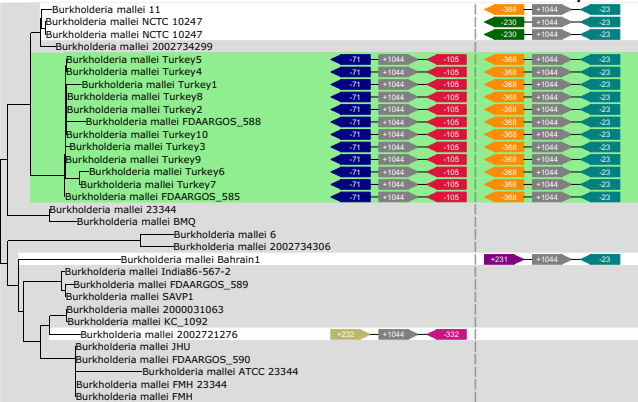 Burkholderia mallei 11 -368 +1044 -23
Burkholderia mallei NCTC 10247 -230 +1044 -23
Burkholderia mallei NCTC 10247 -230 +1044 -23
Burkholderia mallei 2002734299
Burkholderia mallei Turkey5 -71 +1044 -105 -368 +1044 -23
Burkholderia mallei Turkey4 -71 +1044 -105 -368 +1044 -23
Burkholderia mallei Turkey1 -71 +1044 -105 -368 +1044 -23
Burkholderia mallei Turkey8 -71 +1044 -105 -368 +1044 -23
Burkholderia mallei Turkey2 -71 +1044 -105 -368 +1044 -23
Burkholderia mallei FDAARGOS_588 -71 +1044 -105 -368 +1044 -23
Burkholderia mallei Turkey10 -71 +1044 -105 -368 +1044 -23
Burkholderia mallei Turkey3 -71 +1044 -105 -368 +1044 -23
Burkholderia mallei Turkey9 -71 +1044 -105 -368 +1044 -23
Burkholderia mallei Turkey6 -71 +1044 -105 -368 +1044 -23
Burkholderia mallei Turkey7 -71 +1044 -105 -368 +1044 -23
Burkholderia mallei FDAARGOS_585 -71 +1044 -105 -368 +1044 -23
Burkholderia mallei 23344
Burkholderia mallei BMQ
Burkholderia mallei 6
Burkholderia mallei 2002734306
Burkholderia mallei Bahrain1 +231 +1044 -23
Burkholderia mallei India86-567-2
Burkholderia mallei FDAARGOS_589
Burkholderia mallei SAVP1
Burkholderia mallei 2000031063
Burkholderia mallei KC_1092
Burkholderia mallei 2002721276 +232 +1044 -332
Burkholderia mallei JHU
Burkholderia mallei FDAARGOS_590
Burkholderia mallei ATCC 23344
Burkholderia mallei FMH 23344
Burkholderia mallei FMH